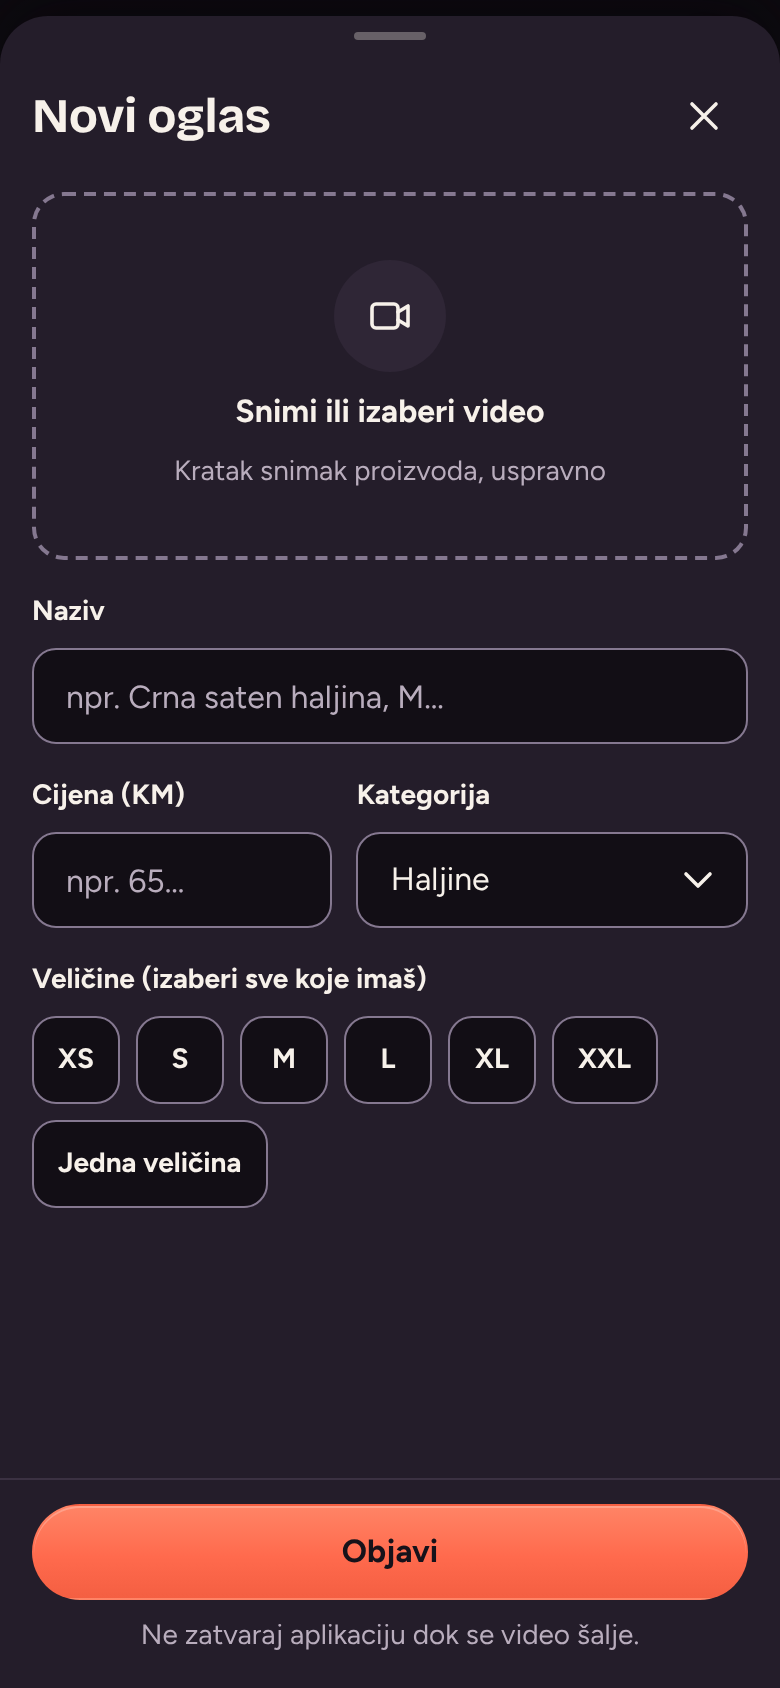 Novi oglas
Snimi ili izaberi video
Kratak snimak proizvoda, uspravno
Naziv
npr. Crna saten haljina, M...
Cijena (KM)
Kategorija
npr. 65...
Haljine
Veličine (izaberi sve koje imaš)
XS
S
M
L
XL
XXL
Jedna veličina
Objavi
Ne zatvaraj aplikaciju dok se video šalje.